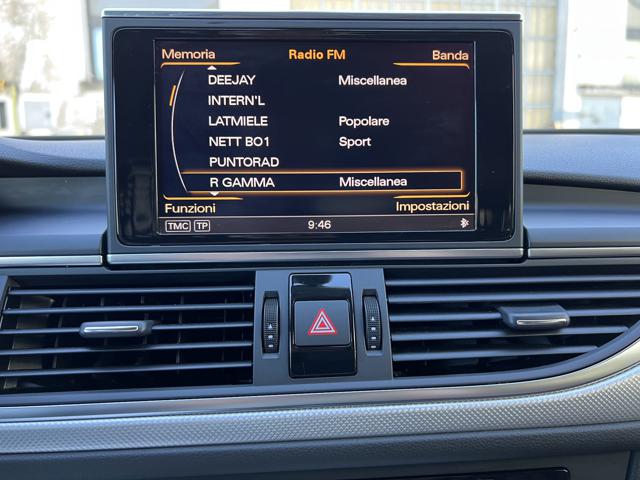 Memoria Radio FM Banda
DEEJAY Miscellanea
INTERN'L
LATMIELE Popolare
NETT BO1 Sport
PUNTORAD
R GAMMA Miscellanea
Funzioni Impostazioni
TMC TP 9:46